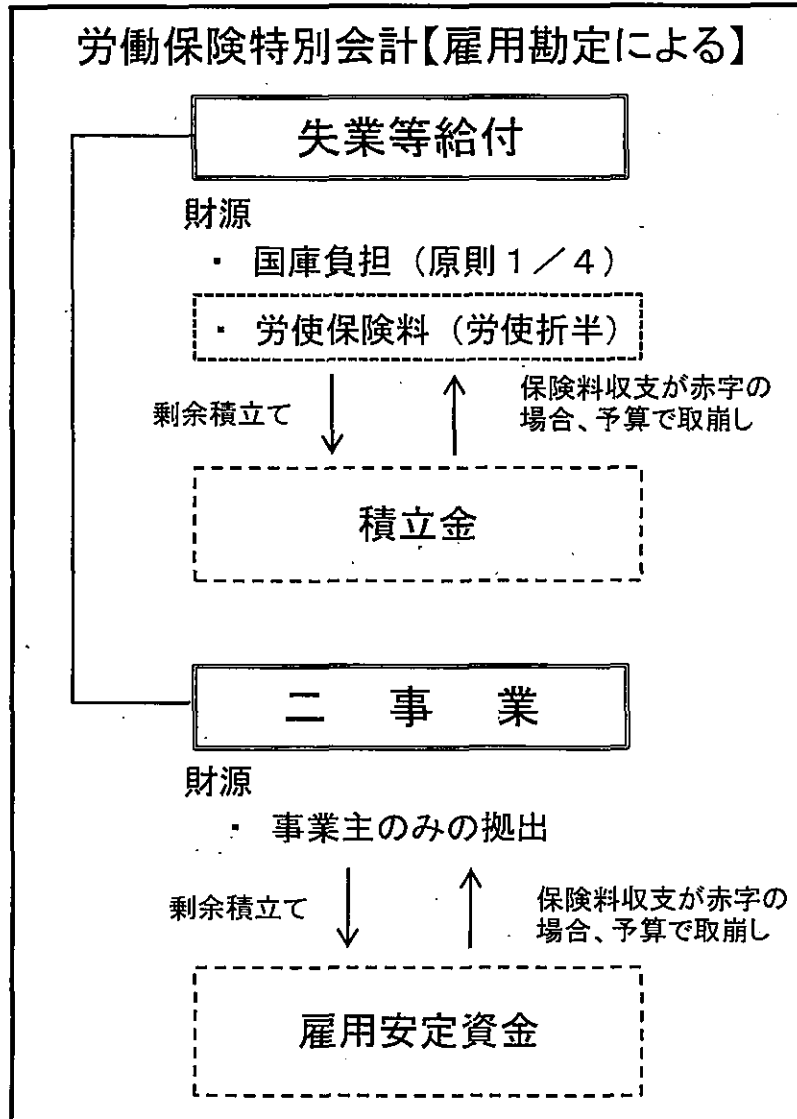 労働保険特別会計【雇用勘定による】
失業等給付
財源
・ 国庫負担（原則１／４）
・ 労使保険料（労使折半）
剰余積立て
保険料収支が赤字の
場合、予算で取崩し
積立金
二 事 業
財源
・ 事業主のみの拠出
剰余積立て
保険料収支が赤字の
場合、予算で取崩し
雇用安定資金